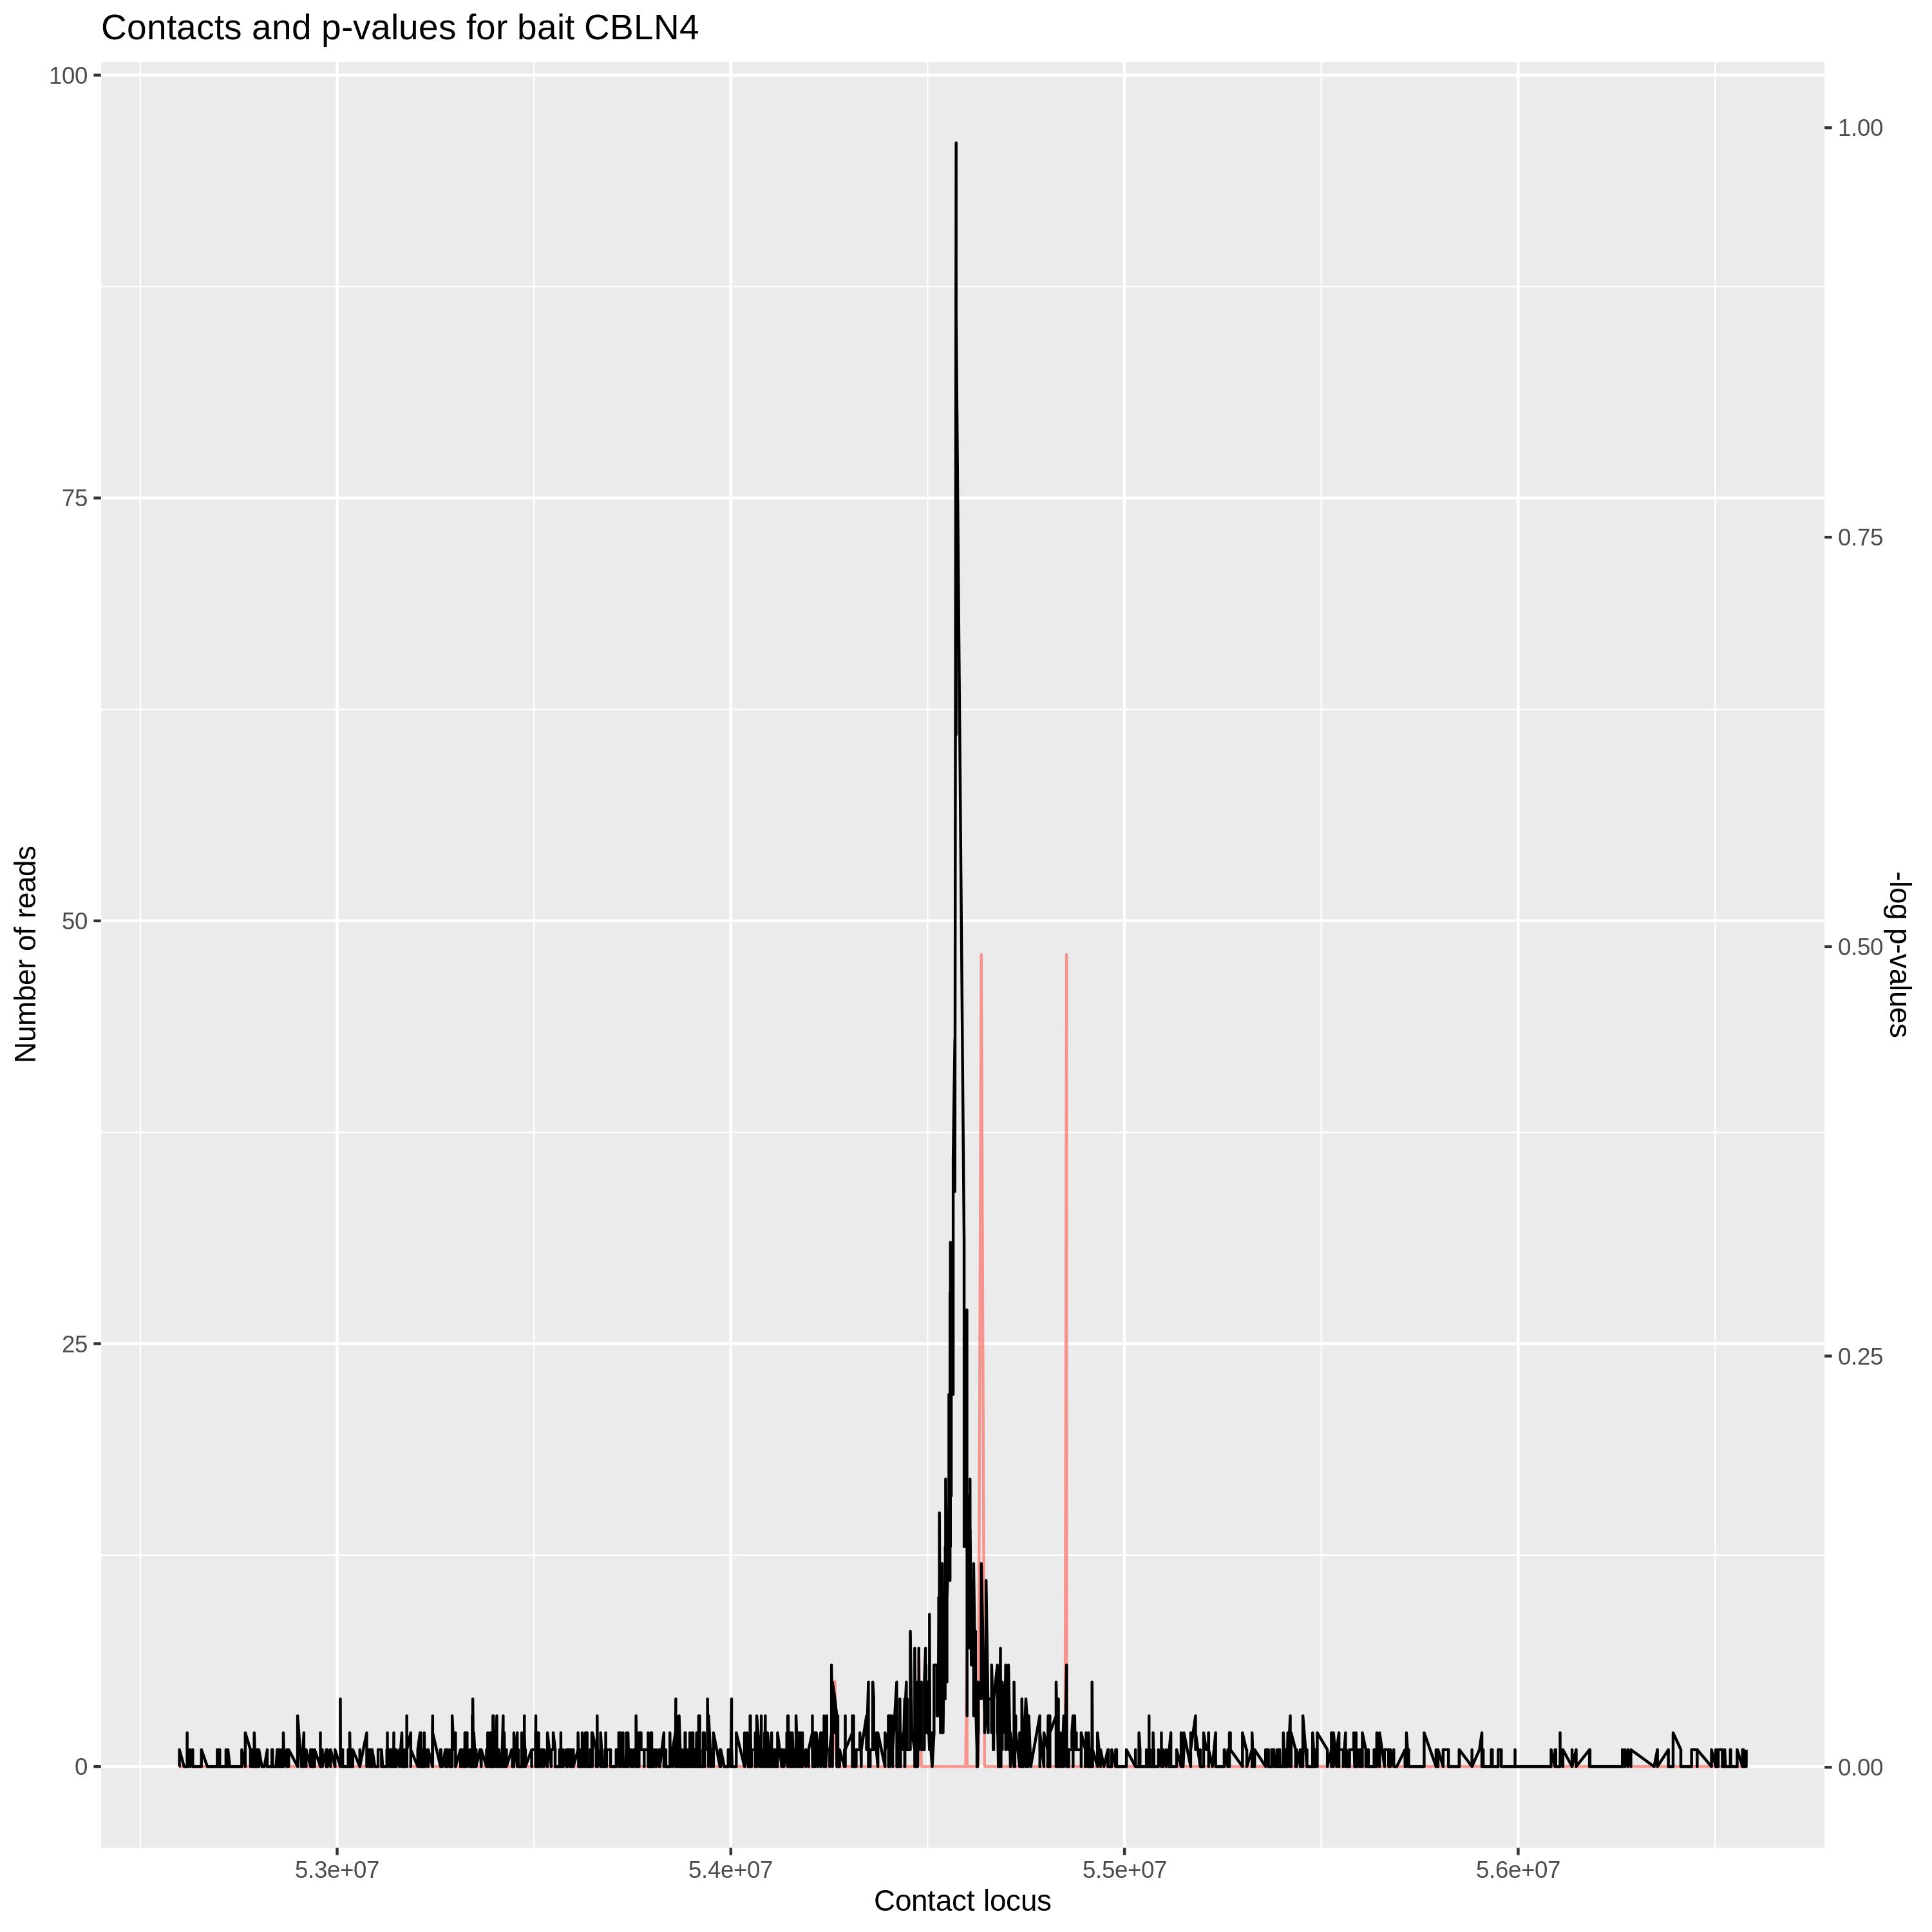 Contacts and p-values for bait CBLN4
100
75
50
25
0
Number of reads
1.00
0.75
0.50
0.25
0.00
-log p-values
5.3e+07
5.4e+07
5.5e+07
5.6e+07
Contact locus